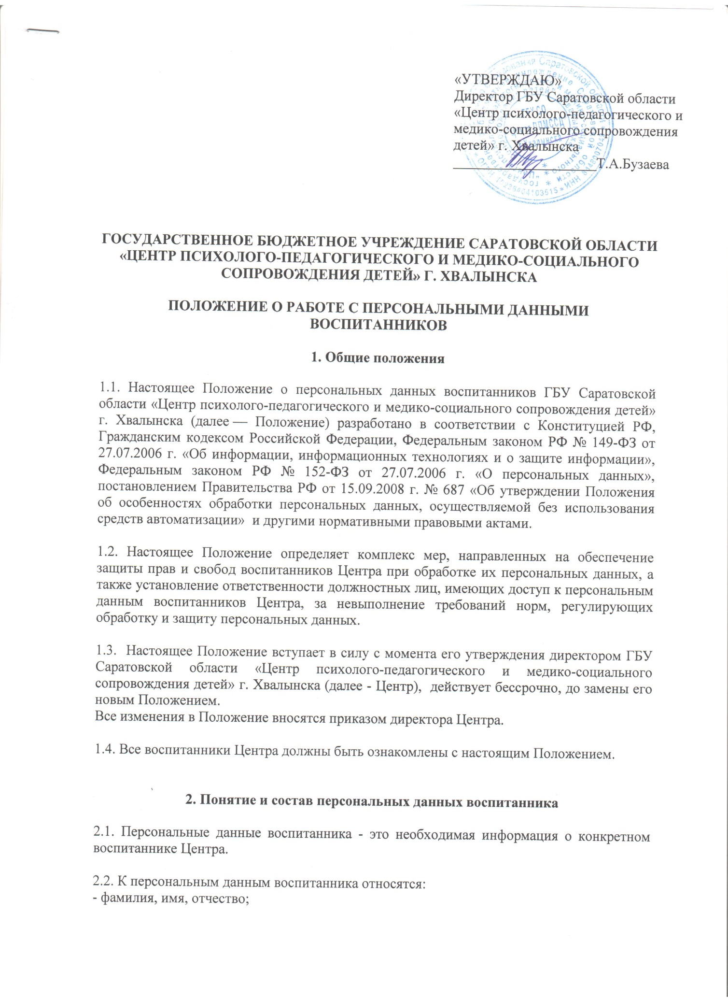 «УТВЕРЖДАЮ»
Директор ГБУ Саратовской области
«Центр психолого-педагогического и
медико-социального сопровождения
детей» г. Хвалынска
____________________Т.А.Бузаева
ГОСУДАРСТВЕННОЕ БЮДЖЕТНОЕ УЧРЕЖДЕНИЕ САРАТОВСКОЙ ОБЛАСТИ
«ЦЕНТР ПСИХОЛОГО-ПЕДАГОГИЧЕСКОГО И МЕДИКО-СОЦИАЛЬНОГО
СОПРОВОЖДЕНИЯ ДЕТЕЙ» Г. ХВАЛЫНСКА
ПОЛОЖЕНИЕ О РАБОТЕ С ПЕРСОНАЛЬНЫМИ ДАННЫМИ
ВОСПИТАННИКОВ
1. Общие положения
1.1. Настоящее Положение о персональных данных воспитанников ГБУ Саратовской
области «Центр психолого-педагогического и медико-социального сопровождения детей»
г. Хвалынска (далее — Положение) разработано в соответствии с Конституцией РФ,
Гражданским кодексом Российской Федерации, Федеральным законом РФ № 149-ФЗ от
27.07.2006 г. «Об информации, информационных технологиях и о защите информации»,
Федеральным законом РФ № 152-ФЗ от 27.07.2006 г. «О персональных данных»,
постановлением Правительства РФ от 15.09.2008 г. № 687 «Об утверждении Положения
об особенностях обработки персональных данных, осуществляемой без использования
средств автоматизации» и другими нормативными правовыми актами.
1.2. Настоящее Положение определяет комплекс мер, направленных на обеспечение
защиты прав и свобод воспитанников Центра при обработке их персональных данных, а
также установление ответственности должностных лиц, имеющих доступ к персональным
данным воспитанников Центра, за невыполнение требований норм, регулирующих
обработку и защиту персональных данных.
1.3. Настоящее Положение вступает в силу с момента его утверждения директором ГБУ
Саратовской области «Центр психолого-педагогического и медико-социального
сопровождения детей» г. Хвалынска (далее - Центр), действует бессрочно, до замены его
новым Положением.
Все изменения в Положение вносятся приказом директора Центра.
1.4. Все воспитанники Центра должны быть ознакомлены с настоящим Положением.
2. Понятие и состав персональных данных воспитанника
2.1. Персональные данные воспитанника - это необходимая информация о конкретном
воспитаннике Центра.
2.2. К персональным данным воспитанника относятся:
- фамилия, имя, отчество;